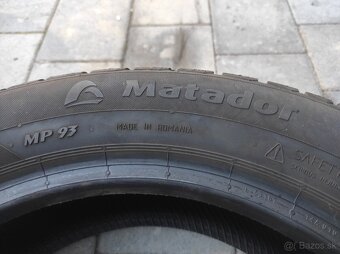 Matador
MP 93
MADE IN ROMANIA
SAFETY
Bazos.sk